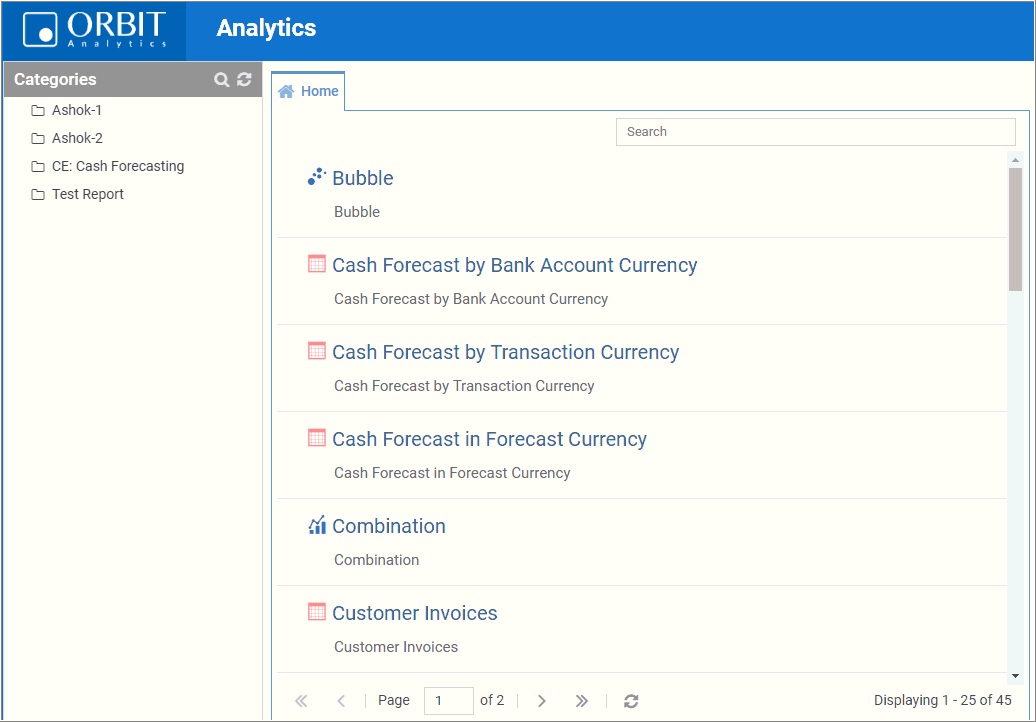 ORBIT
Analytics
Analytics
Categories
Ashok-1
Ashok-2
CE: Cash Forecasting
Test Report
Home
Search
Bubble
Bubble
Cash Forecast by Bank Account Currency
Cash Forecast by Bank Account Currency
Cash Forecast by Transaction Currency
Cash Forecast by Transaction Currency
Cash Forecast in Forecast Currency
Cash Forecast in Forecast Currency
Combination
Combination
Customer Invoices
Customer Invoices
Page 1 of 2 Displaying 1 - 25 of 45